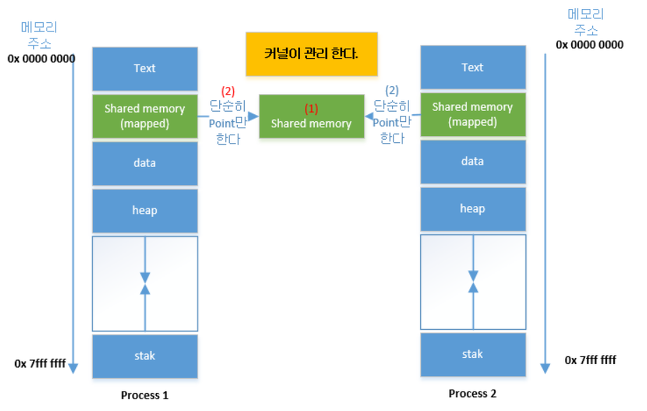 메모리
주소
0x 0000 0000
Text
Shared memory
(mapped)
data
heap
stak
0x 7fff ffff
Process 1
커널이 관리 한다.
(2)
단순히
Point만
한다
(1)
Shared memory
(2)
단순히
Point만
한다
메모리
주소
0x 0000 0000
Text
Shared memory
(mapped)
data
heap
stak
0x 7fff ffff
Process 2